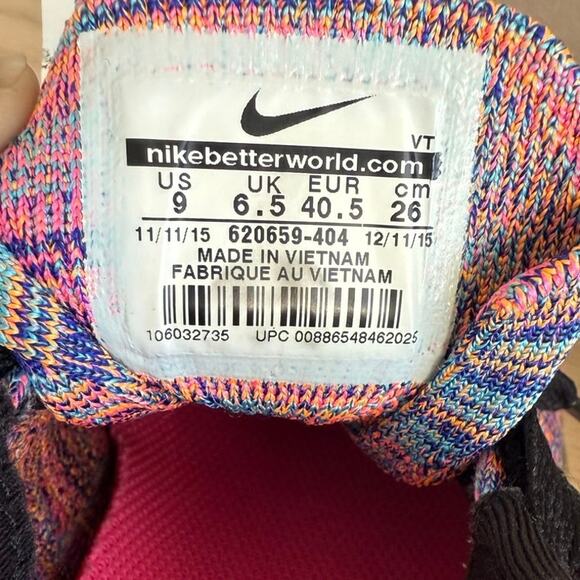 VT
nikebetterworld.com
US UK EUR cm
9 6.5 40.5 26
11/11/15 620659-404 12/11/15
MADE IN VIETNAM
FABRIQUE AU VIETNAM
106032735 UPC 00886548462025